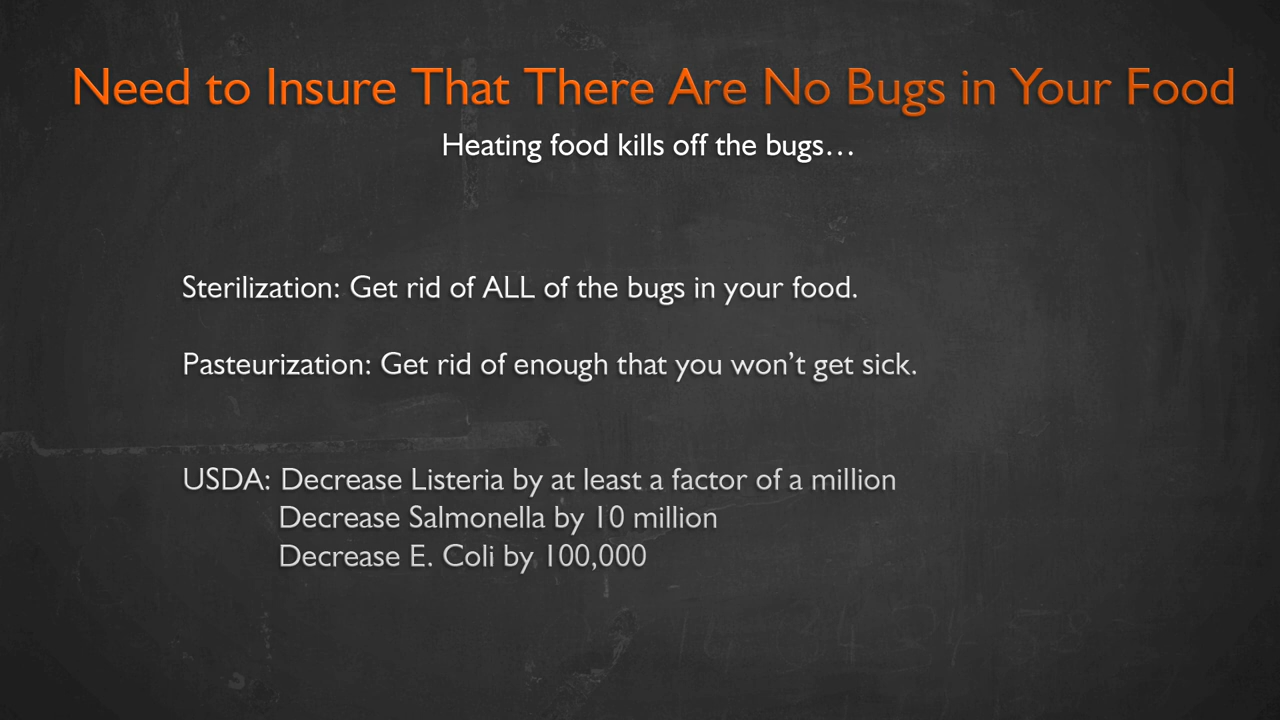 Need to Insure That There Are No Bugs in Your Food
Heating food kills off the bugs…
Sterilization: Get rid of ALL of the bugs in your food.
Pasteurization: Get rid of enough that you won’t get sick.
USDA: Decrease Listeria by at least a factor of a million
Decrease Salmonella by 10 million
Decrease E. Coli by 100,000